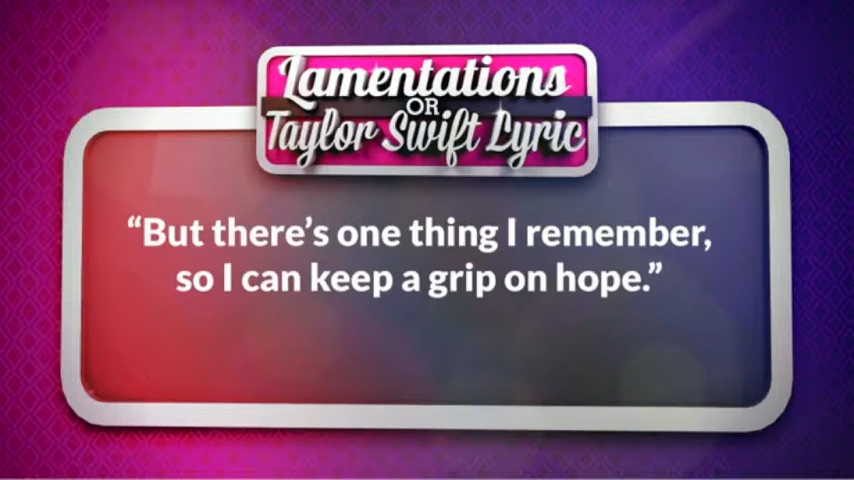 Lamentations
OR
Taylor Swift Lyric
“But there’s one thing I remember,
so I can keep a grip on hope.”